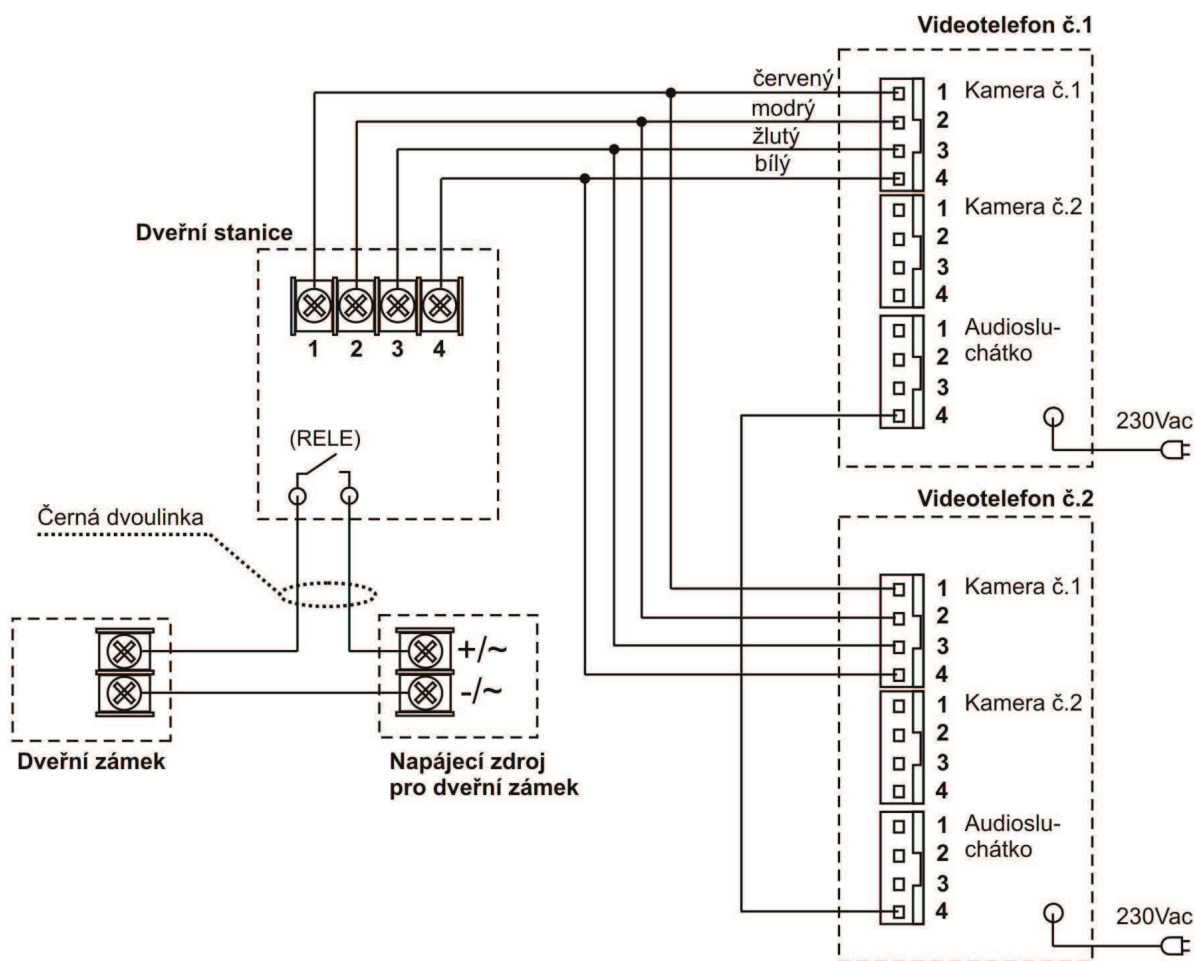 Videotelefon č.1
červený
modrý
žlutý
bílý
1 Kamera č.1
2
3
4
1 Kamera č.2
2
3
4
1 Audioslu-
2 chátko
3
4
230Vac
Dveřní stanice
1 2 3 4
(RELE)
Černá dvoulinka
+/~
-/~
Dveřní zámek
Napájecí zdroj
pro dveřní zámek
Videotelefon č.2
1 Kamera č.1
2
3
4
1 Kamera č.2
2
3
4
1 Audioslu-
2 chátko
3
4
230Vac